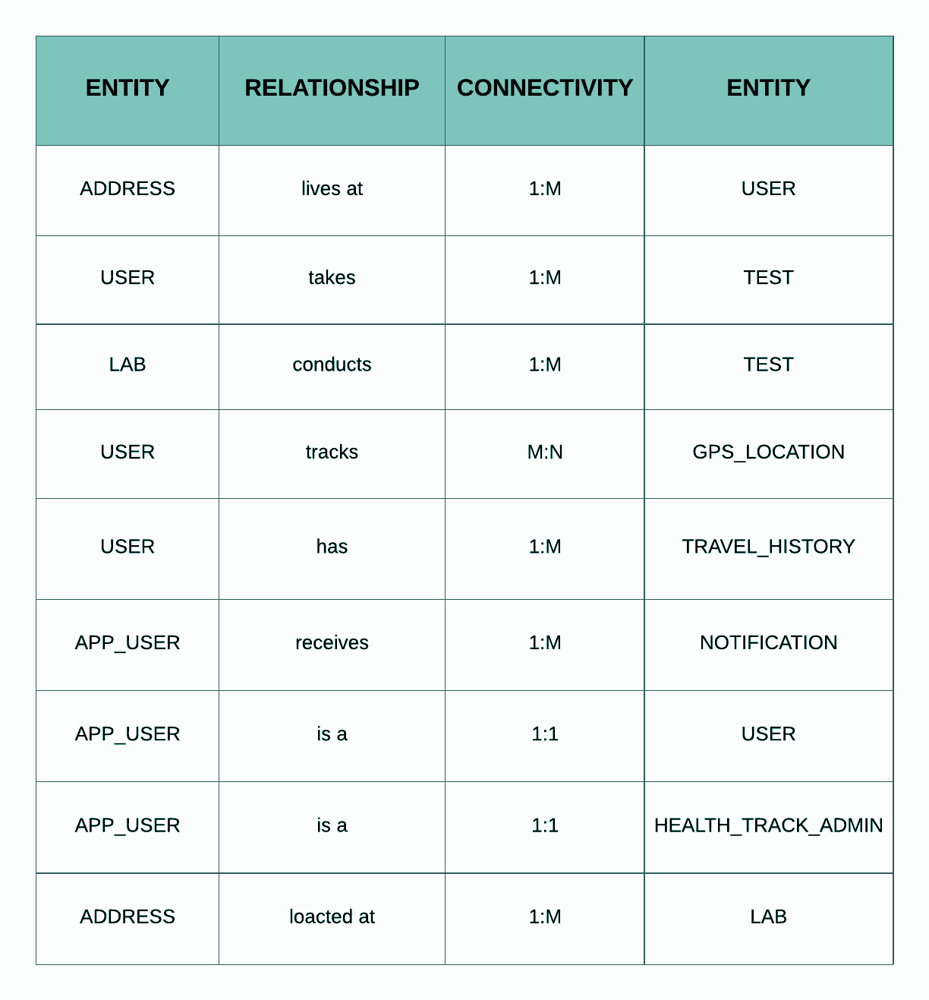 ENTITY RELATIONSHIP CONNECTIVITY ENTITY
ADDRESS lives at 1:M USER
USER takes 1:M TEST
LAB conducts 1:M TEST
USER tracks M:N GPS_LOCATION
USER has 1:M TRAVEL_HISTORY
APP_USER receives 1:M NOTIFICATION
APP_USER is a 1:1 USER
APP_USER is a 1:1 HEALTH_TRACK_ADMIN
ADDRESS loacted at 1:M LAB